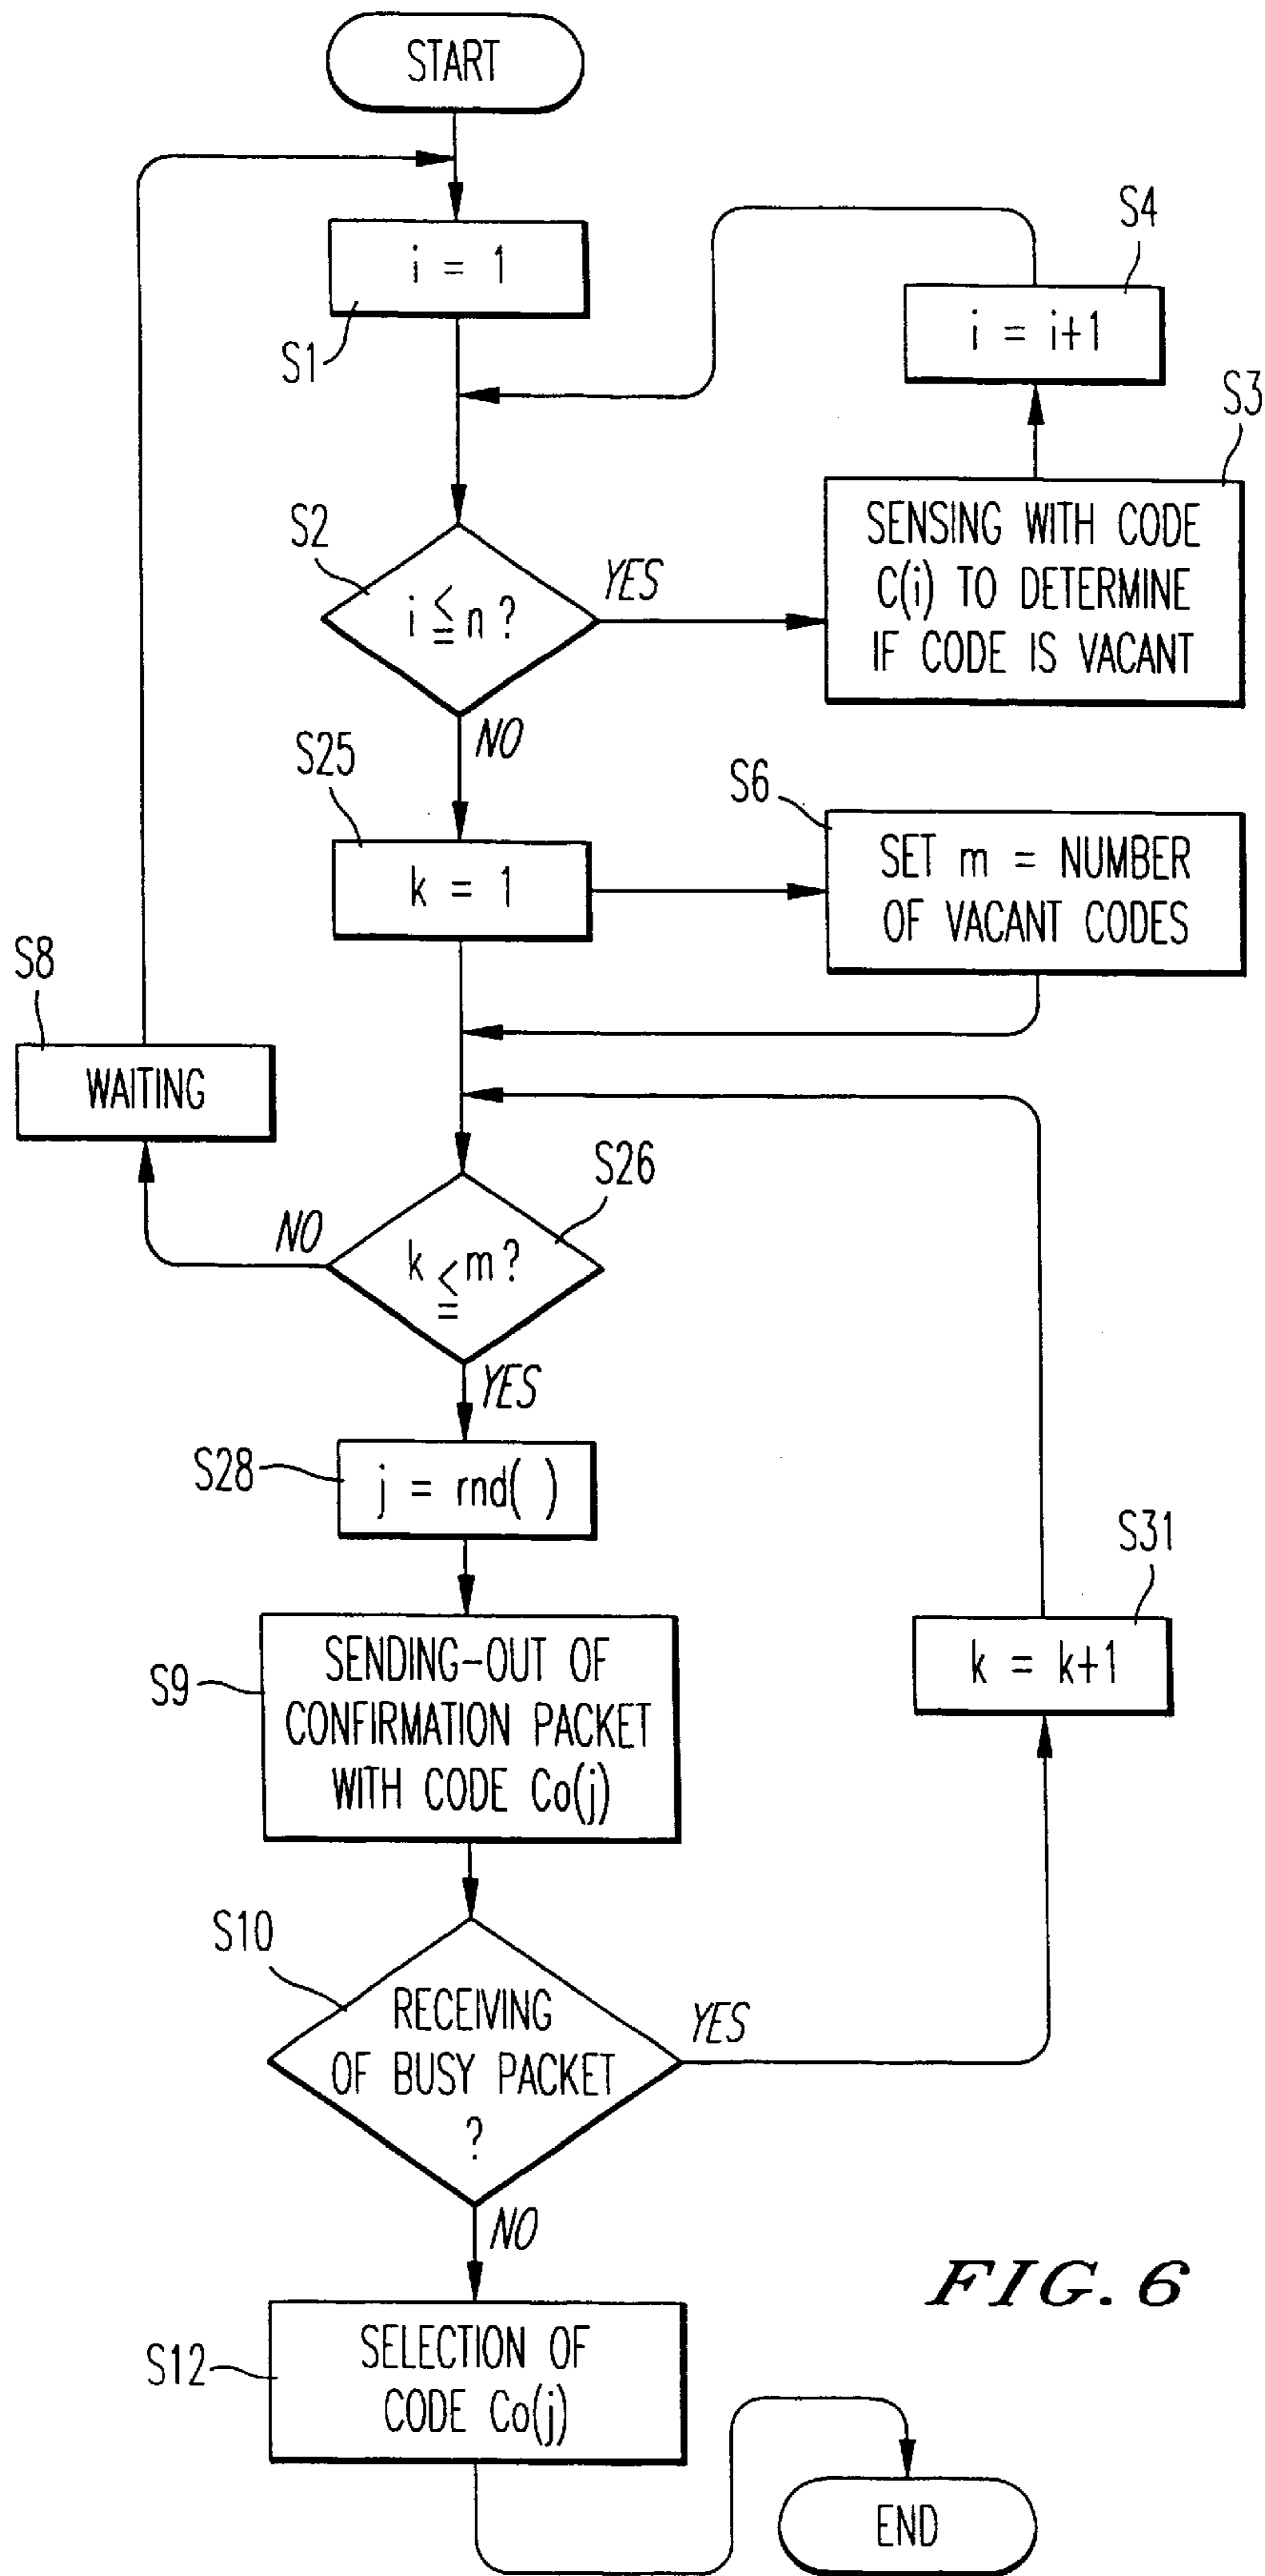 START
i = 1
S1
S4
i = i+1
S3
SENSING WITH CODE
C(i) TO DETERMINE
IF CODE IS VACANT
S2
i ≦ n ?
YES
NO
S25
k = 1
S6
SET m = NUMBER
OF VACANT CODES
S8
WAITING
S26
k ≦ m ?
NO
YES
S28
j = rnd( )
S31
k = k+1
S9
SENDING-OUT OF
CONFIRMATION PACKET
WITH CODE Co(j)
S10
RECEIVING
OF BUSY PACKET
?
YES
NO
S12
SELECTION OF
CODE Co(j)
END
FIG. 6